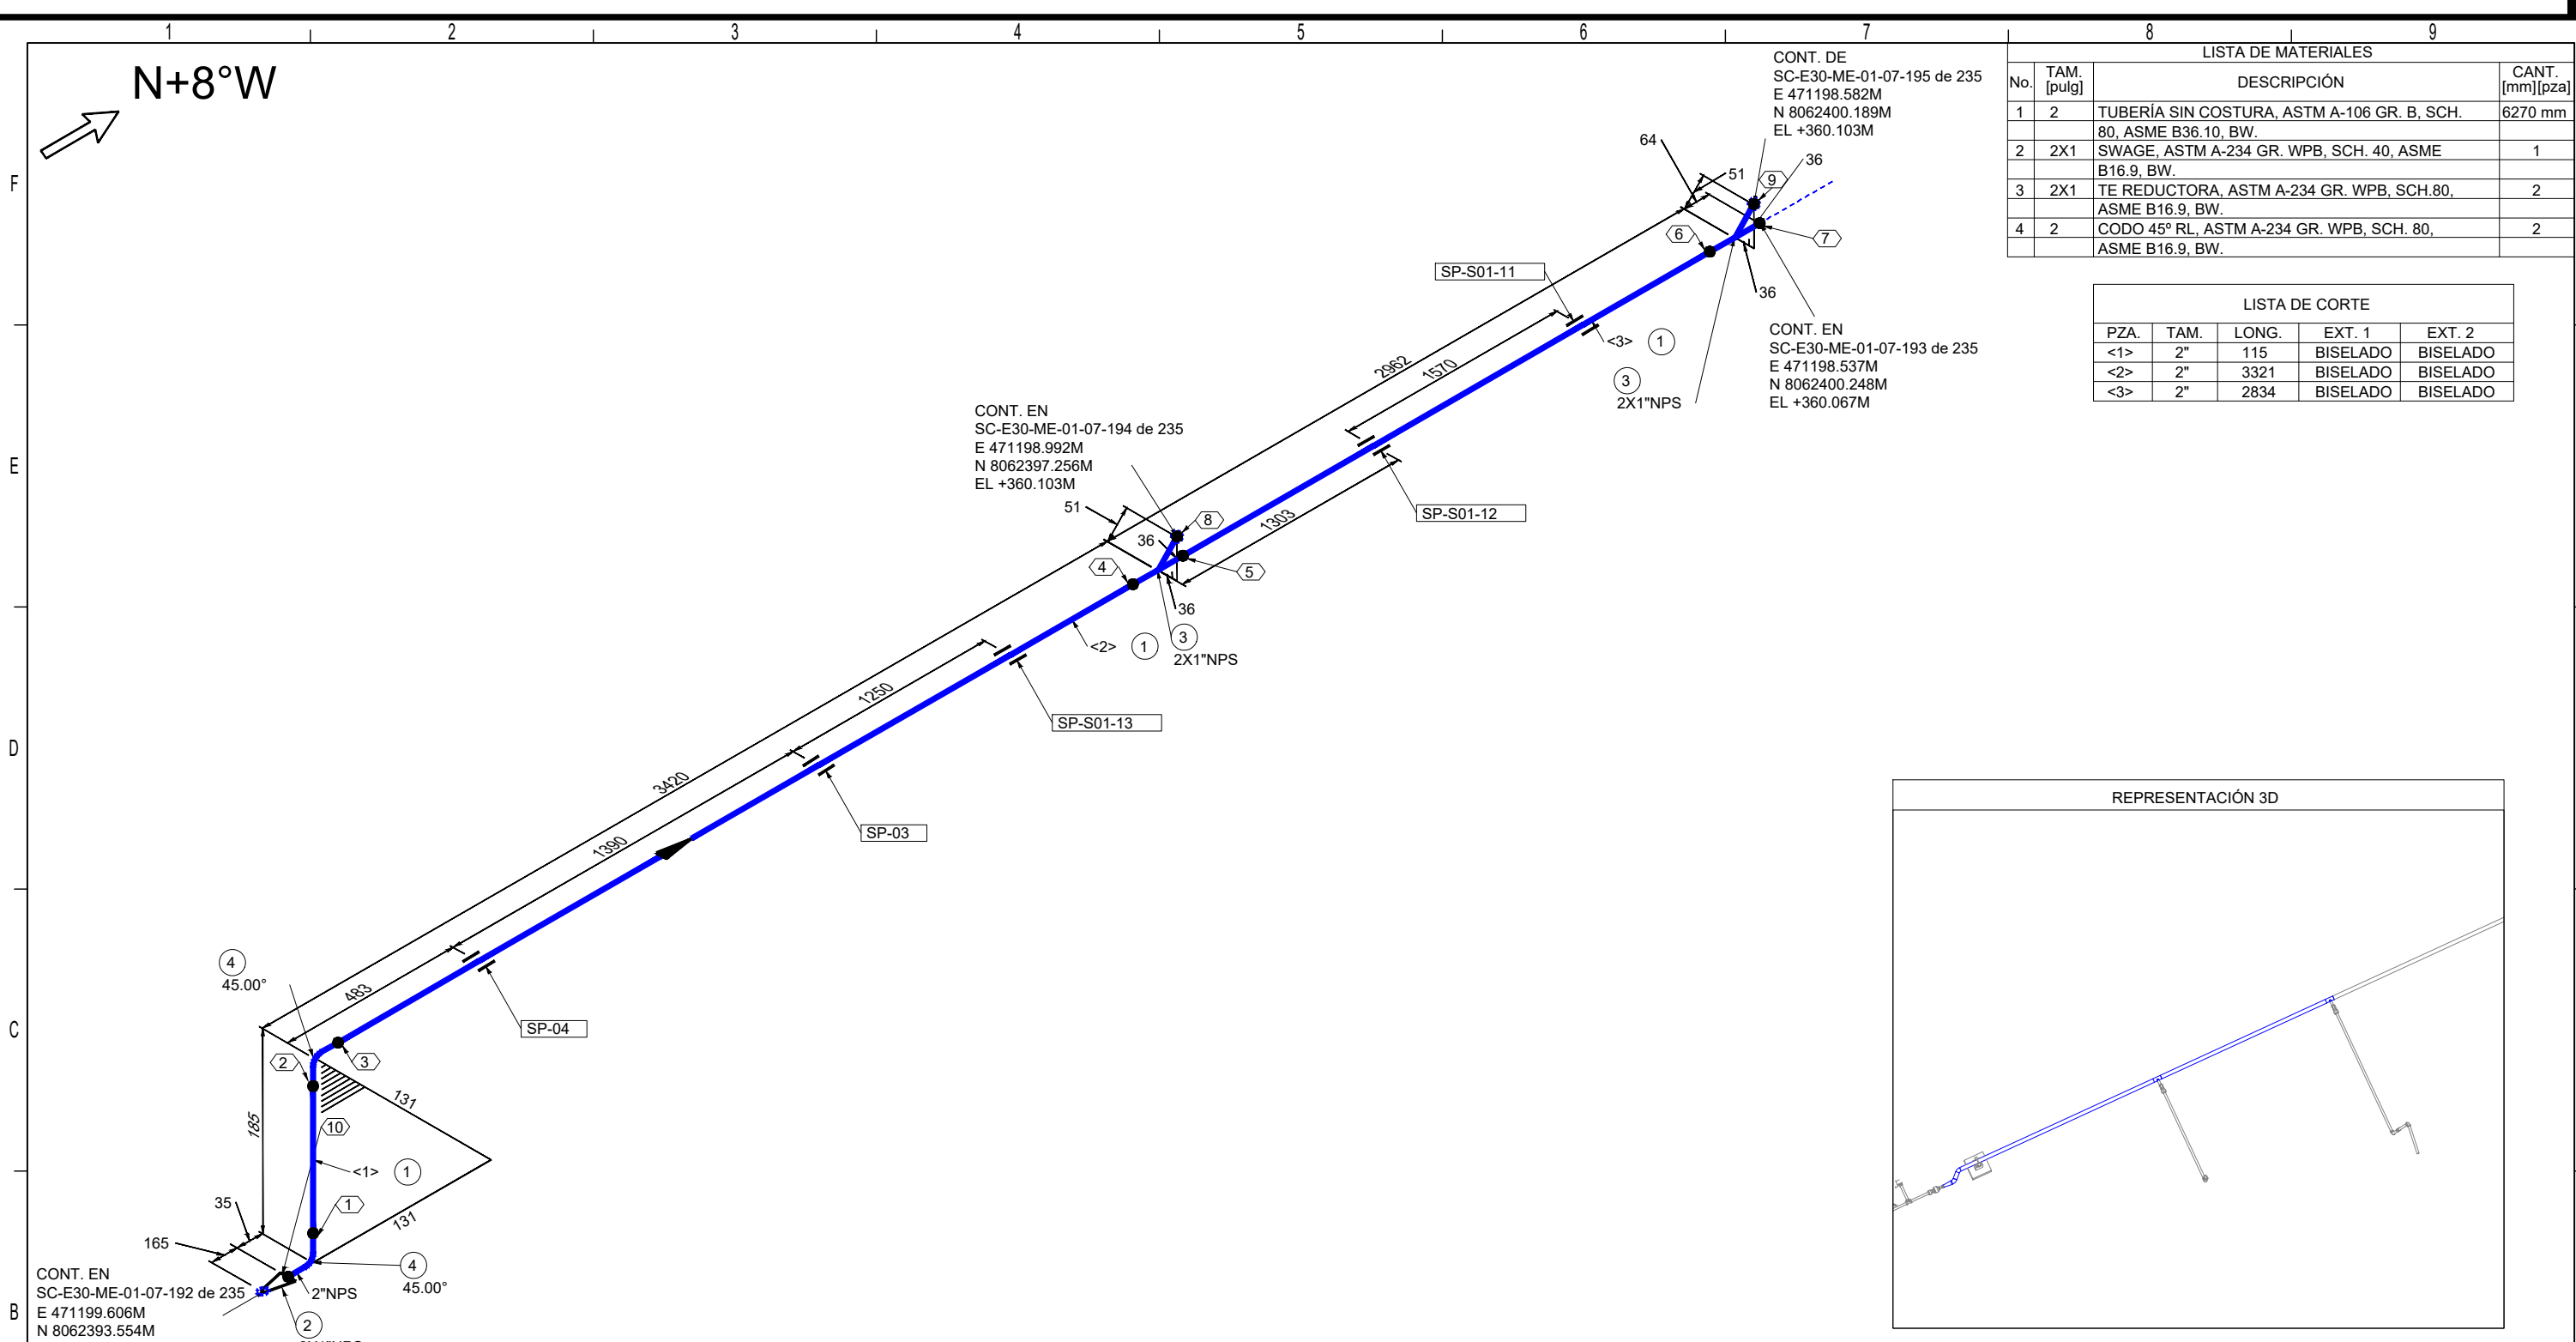 1 2 3 4 5 6 7 8 9
N+8°W
F
E
D
C
B
LISTA DE MATERIALES
No. TAM. [pulg] DESCRIPCIÓN CANT. [mm][pza]
1 2 TUBERÍA SIN COSTURA, ASTM A-106 GR. B, SCH. 6270 mm
80, ASME B36.10, BW.
2 2X1 SWAGE, ASTM A-234 GR. WPB, SCH. 40, ASME 1
B16.9, BW.
3 2X1 TE REDUCTORA, ASTM A-234 GR. WPB, SCH.80, 2
ASME B16.9, BW.
4 2 CODO 45º RL, ASTM A-234 GR. WPB, SCH. 80, 2
ASME B16.9, BW.
LISTA DE CORTE
PZA. TAM. LONG. EXT. 1 EXT. 2
<1> 2" 115 BISELADO BISELADO
<2> 2" 3321 BISELADO BISELADO
<3> 2" 2834 BISELADO BISELADO
CONT. DE
SC-E30-ME-01-07-195 de 235
E 471198.582M
N 8062400.189M
EL +360.103M
64
51
36
9
6
7
36
SP-S01-11
<3> 1
3
2X1"NPS
CONT. EN
SC-E30-ME-01-07-193 de 235
E 471198.537M
N 8062400.248M
EL +360.067M
2962
1570
CONT. EN
SC-E30-ME-01-07-194 de 235
E 471198.992M
N 8062397.256M
EL +360.103M
51
8
36
4
5
36
1303
SP-S01-12
<2> 1
3
2X1"NPS
1250
SP-S01-13
3420
SP-03
1390
4
45.00°
483
SP-04
2
3
185
131
10
<1> 1
1
35
165
131
4
45.00°
2"NPS
2
CONT. EN
SC-E30-ME-01-07-192 de 235
E 471199.606M
N 8062393.554M
REPRESENTACIÓN 3D